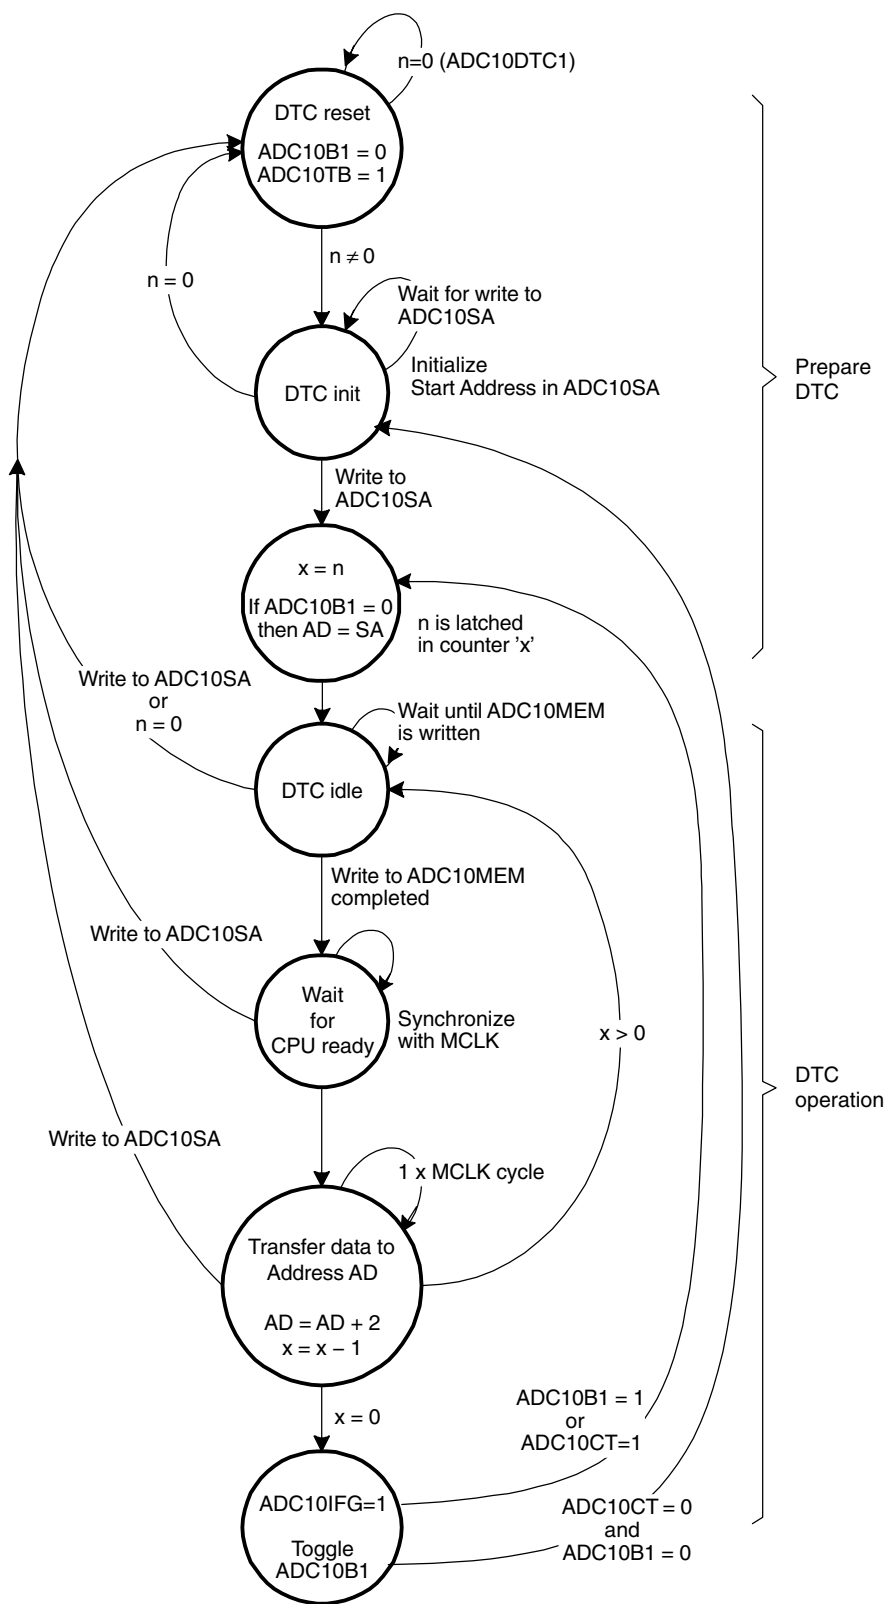 n=0 (ADC10DTC1)
DTC reset
ADC10B1 = 0
ADC10TB = 1
n ≠ 0
n = 0
Wait for write to
ADC10SA
Initialize
Start Address in ADC10SA
DTC init
Prepare
DTC
Write to
ADC10SA
x = n
If ADC10B1 = 0
then AD = SA
n is latched
in counter ’x’
Write to ADC10SA
or
n = 0
Wait until ADC10MEM
is written
DTC idle
Write to ADC10MEM
completed
Write to ADC10SA
Wait
for
CPU ready
Synchronize
with MCLK
x > 0
DTC
operation
Write to ADC10SA
1 x MCLK cycle
Transfer data to
Address AD
AD = AD + 2
x = x − 1
x = 0
ADC10B1 = 1
or
ADC10CT=1
ADC10IFG=1
Toggle
ADC10B1
ADC10CT = 0
and
ADC10B1 = 0